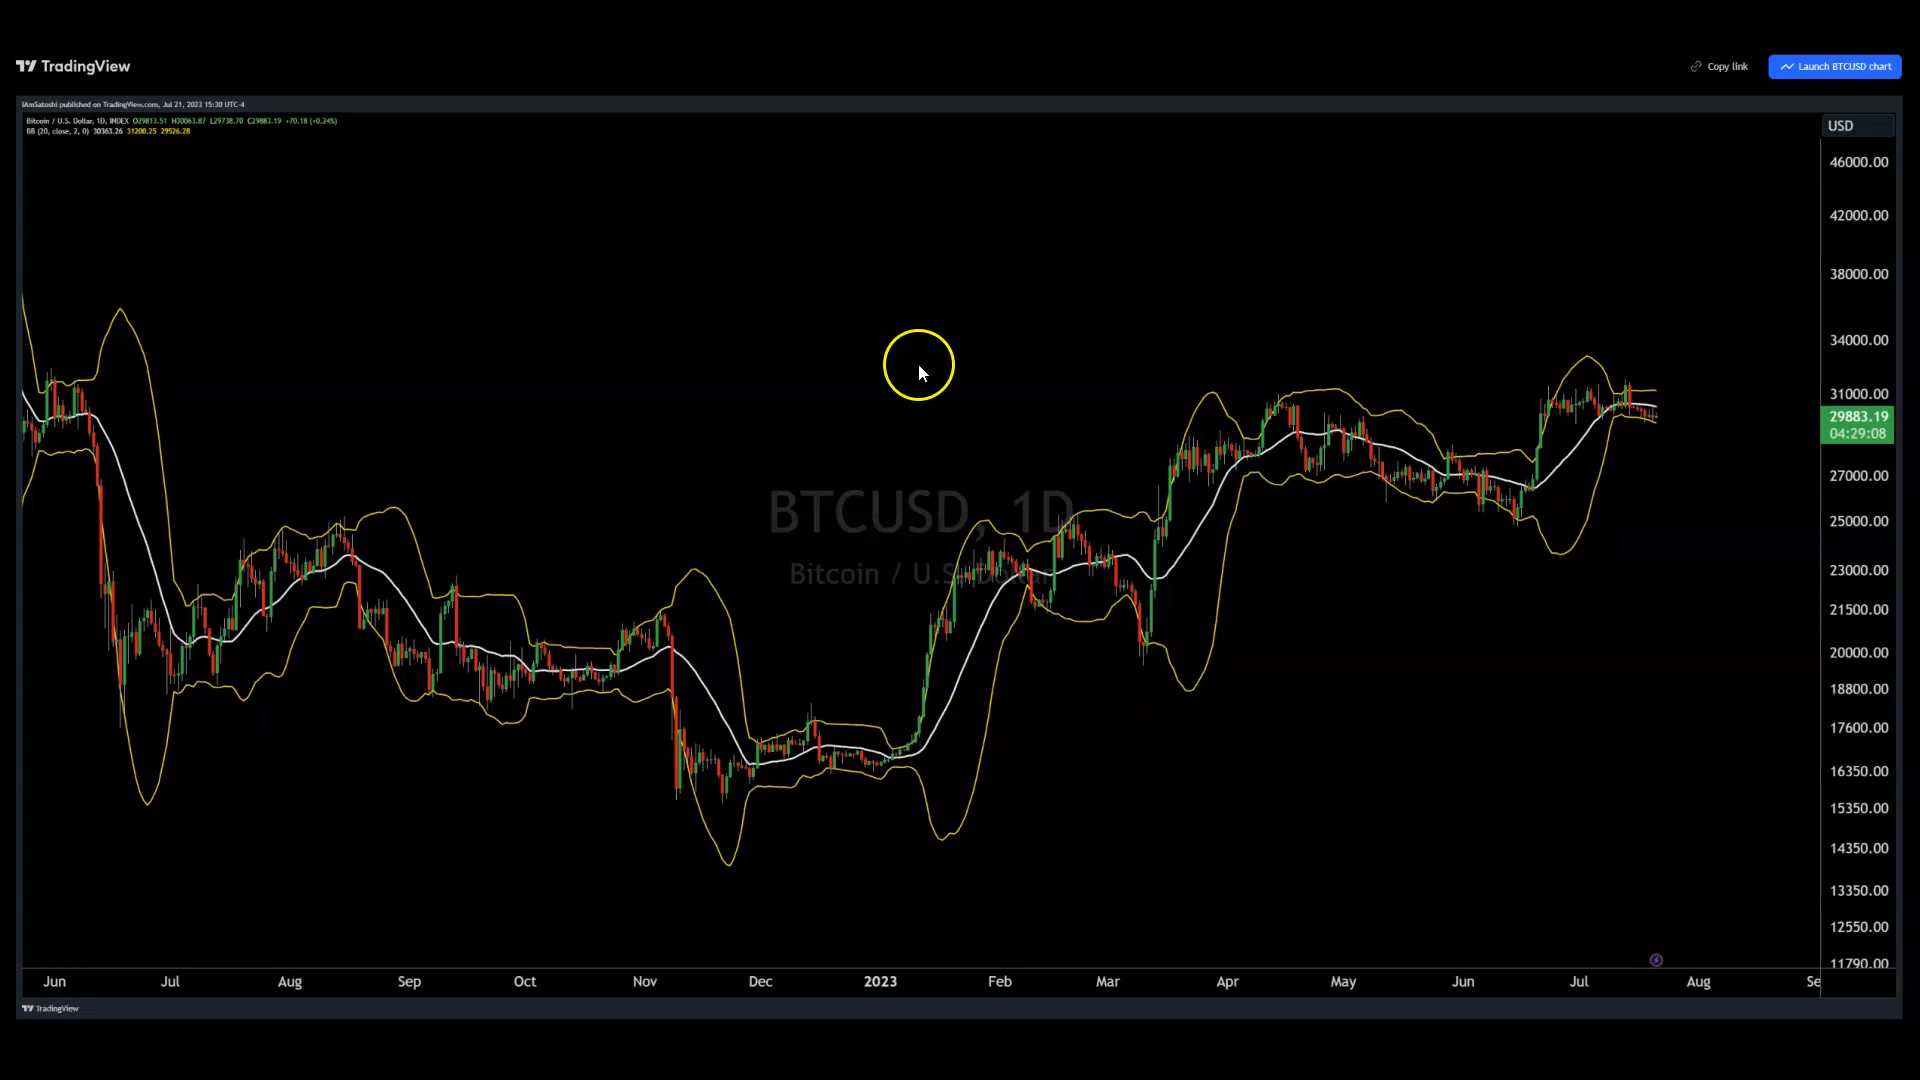 TradingView
Copy link
Launch BTCUSD chart
IAmSatoshi published on TradingView.com, Jul 21, 2023 15:30 UTC-4
Bitcoin / U.S. Dollar, 1D, INDEX O29813.51 H30063.87 L29738.70 C29883.19 +70.18 (+0.24%)
BB (20, close, 2, 0) 30363.26 31200.25 29526.28
USD
46000.00
42000.00
38000.00
34000.00
31000.00
29883.19
04:29:08
27000.00
25000.00
23000.00
21500.00
20000.00
18800.00
17600.00
16350.00
15350.00
14350.00
13350.00
12550.00
11790.00
BTCUSD, 1D
Bitcoin / U.S. Dollar
Jun Jul Aug Sep Oct Nov Dec 2023 Feb Mar Apr May Jun Jul Aug Se
TradingView